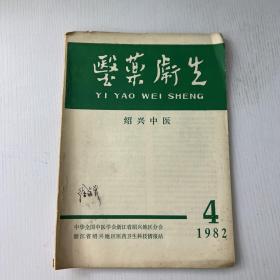 醫药衛生
YI YAO WEI SHENG
绍兴中医
4
1982
中华全国中医学会浙江省绍兴地区分会
浙江省绍兴地区医药卫生科技情报站